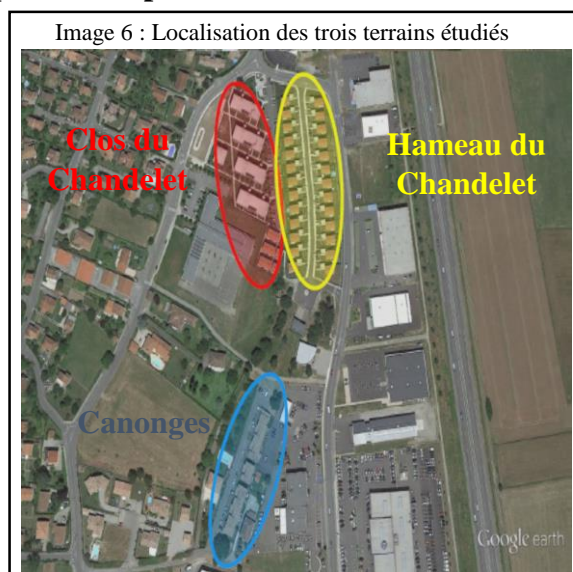 Image 6 : Localisation des trois terrains étudiés
Clos du
Chandelet
Hameau du
Chandelet
Canonges
Google earth